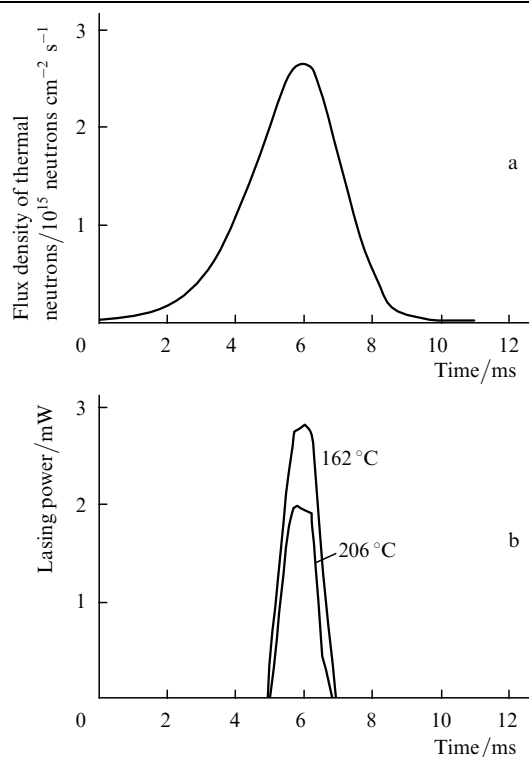 Flux density of thermal
neutrons/10¹⁵ neutrons cm⁻² s⁻¹
3
2
1
0
a
2 4 6 8 10 12
Time/ms
Lasing power/mW
3
2
1
0
162 °C
206 °C
b
2 4 6 8 10 12
Time/ms